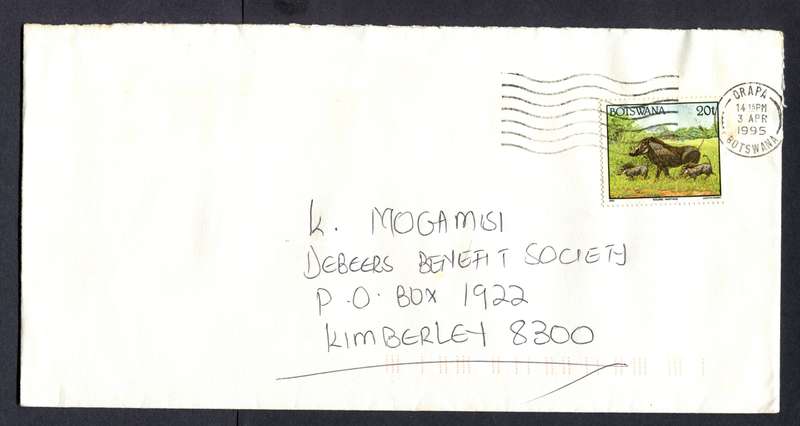 BOTSWANA 20t
ORAPA
14 15PM
3 APR
1995
BOTSWANA
K. MOGAMISI
DEBEERS BENEFIT SOCIETY
P.O. BOX 1922
KIMBERLEY 8300